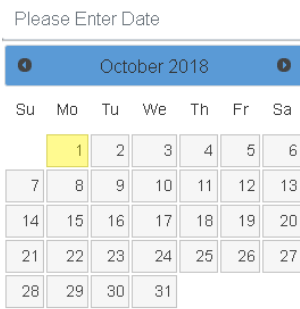 Please Enter Date
October 2018
Su Mo Tu We Th Fr Sa
1 2 3 4 5 6
7 8 9 10 11 12 13
14 15 16 17 18 19 20
21 22 23 24 25 26 27
28 29 30 31